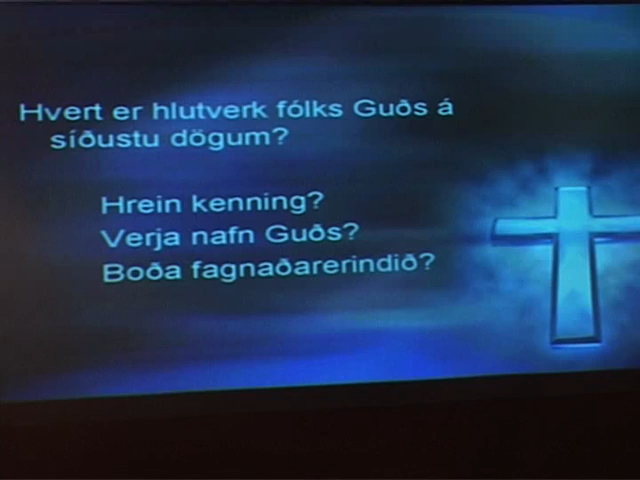 Hvert er hlutverk fólks Guðs á
síðustu dögum?
Hrein kenning?
Verja nafn Guðs?
Boða fagnaðarerindið?